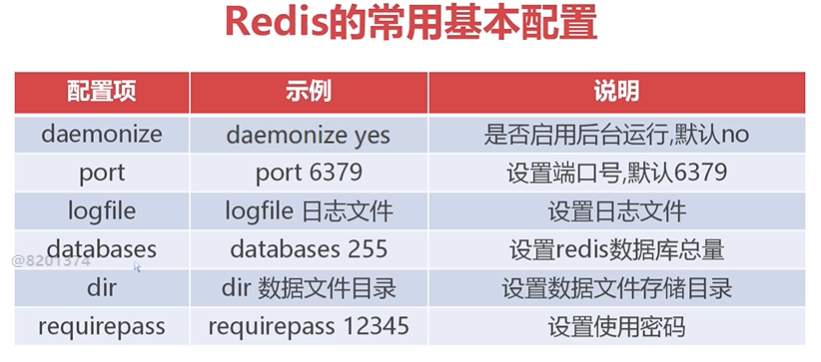 Redis的常用基本配置
配置项 示例 说明
daemonize daemonize yes 是否启用后台运行,默认no
port port 6379 设置端口号,默认6379
logfile logfile 日志文件 设置日志文件
databases databases 255 设置redis数据库总量
@8201374
dir dir 数据文件目录 设置数据文件存储目录
requirepass requirepass 12345 设置使用密码